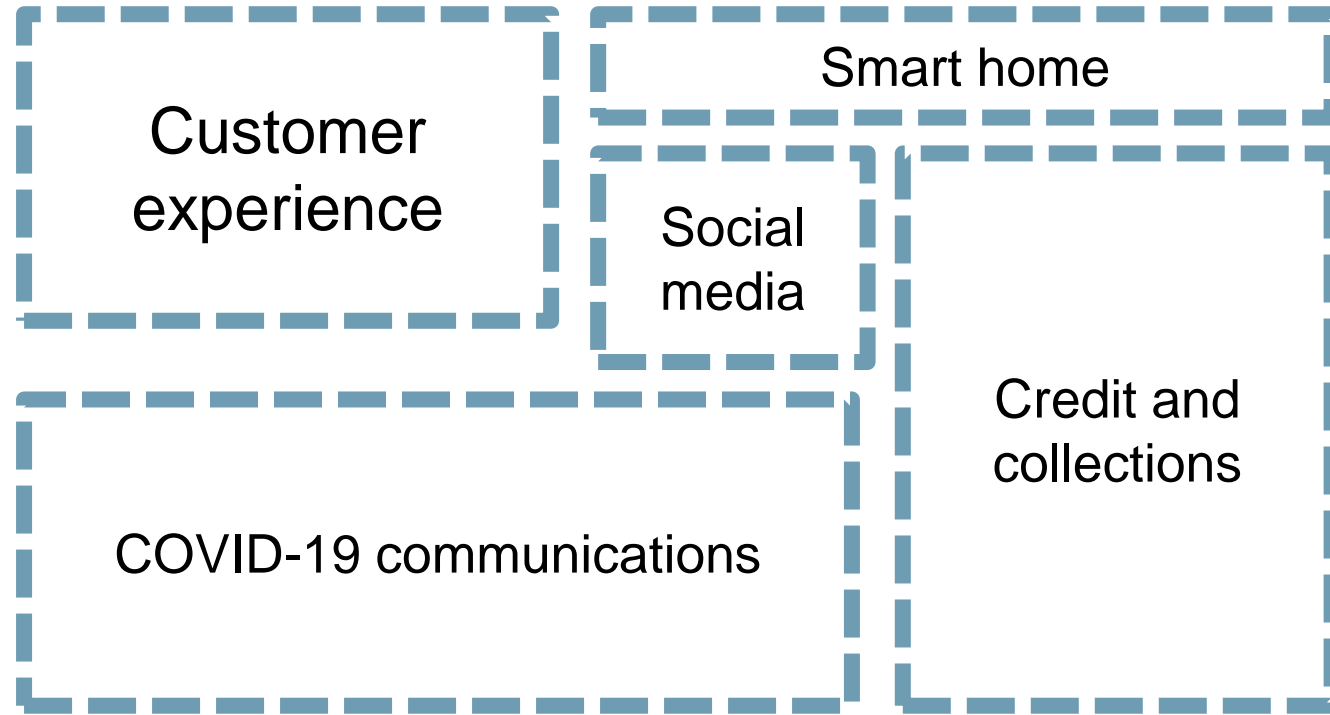 Customer
experience
Smart home
Social
media
Credit and
collections
COVID-19 communications